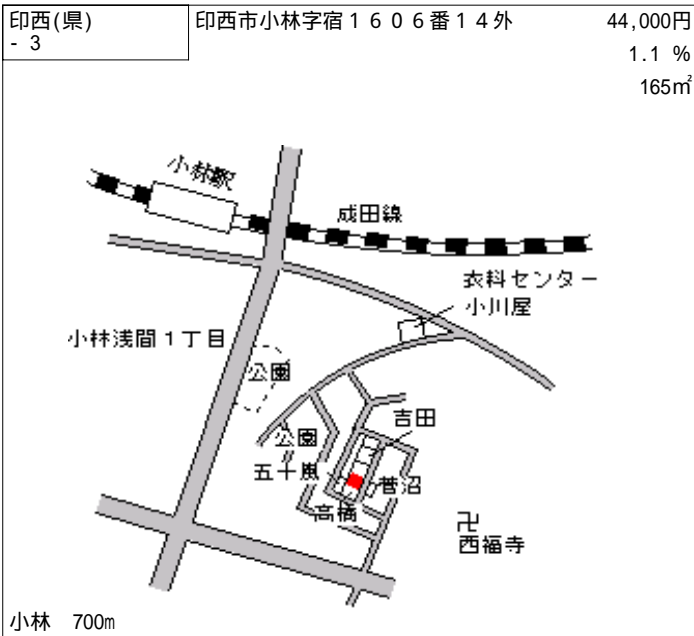 印西(県)
- 3
印西市小林字宿１６０６番１４外
44,000円
1.1 %
165㎡
小林駅
成田線
衣料センター
小川屋
小林浅間１丁目
公園
公園
吉田
五十嵐
菅沼
高橋
卍
西福寺
小林 700m